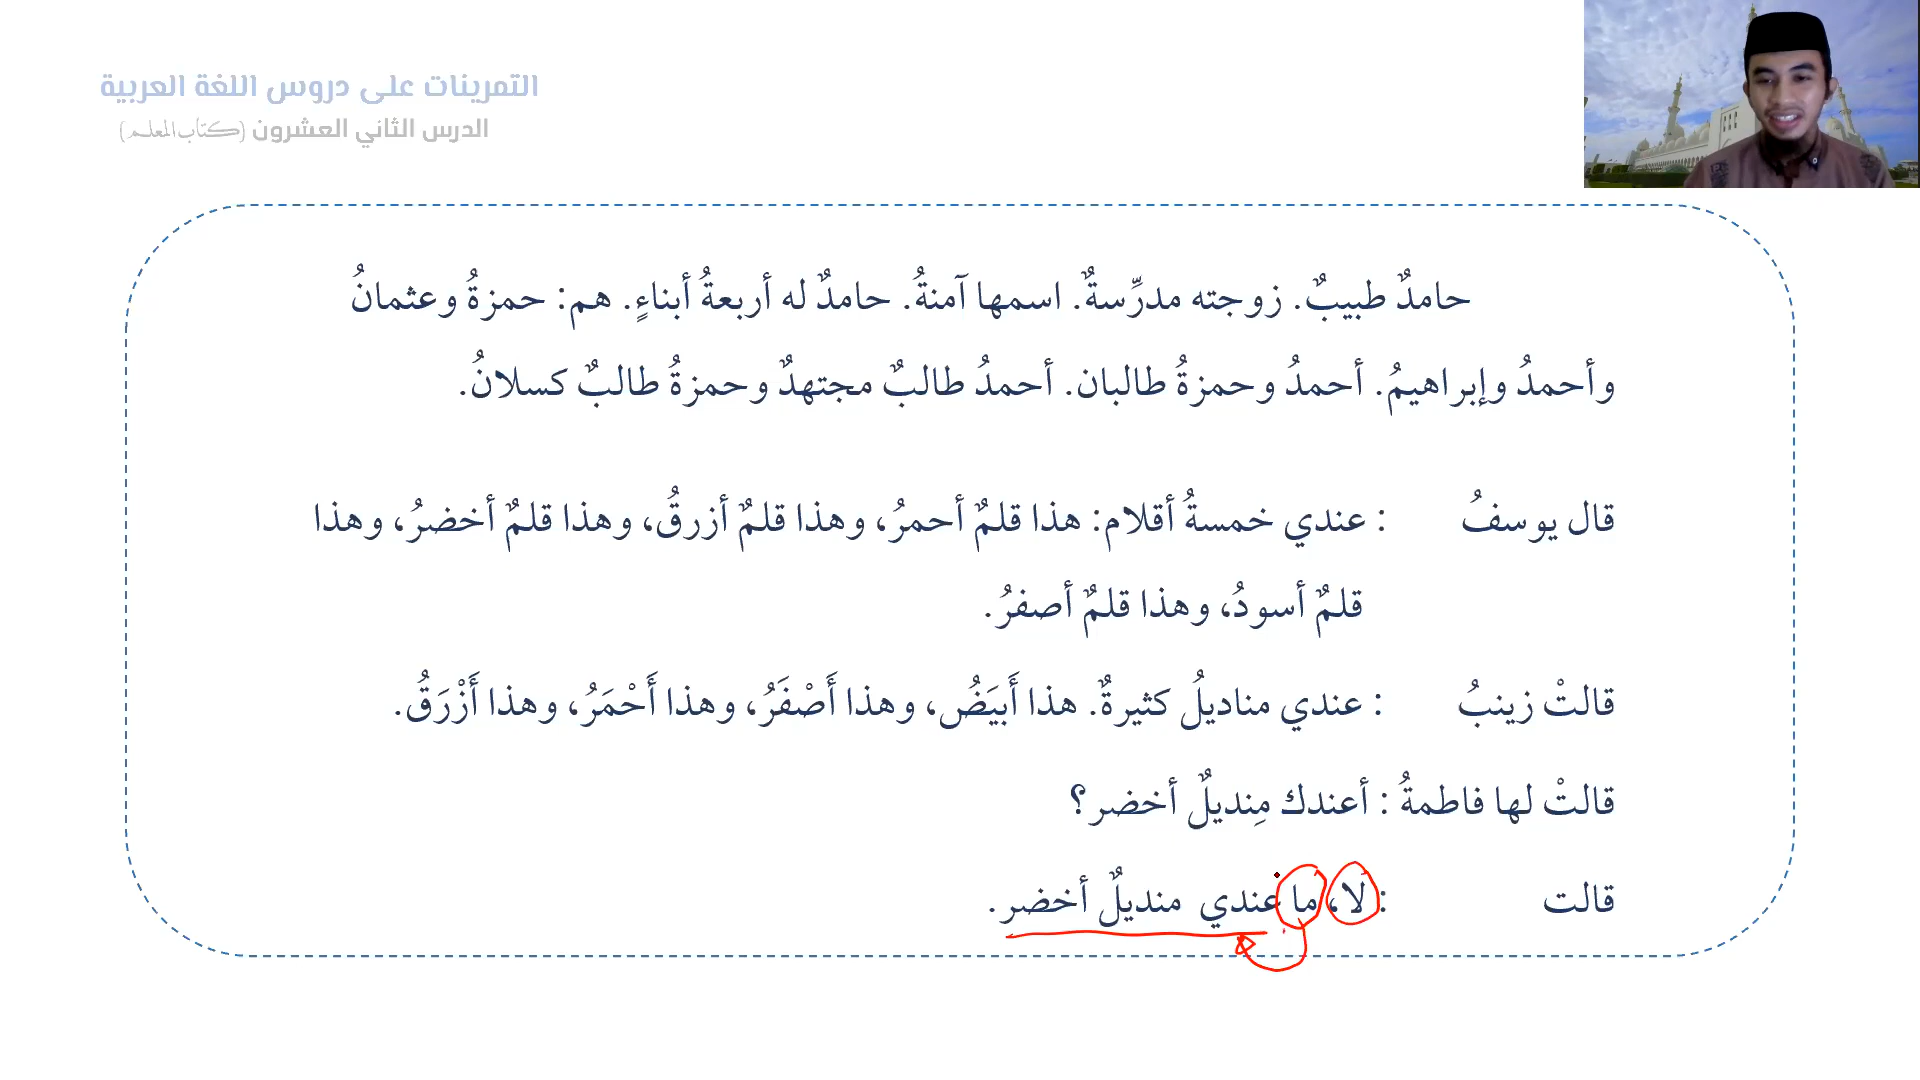 التمرينات على دروس اللغة العربية
الدرس الثاني العشرون (كتاب المعلم)
حامدٌ طبيبٌ. زوجته مدرِّسةٌ. اسمها آمنةُ. حامدٌ له أربعةُ أبناءٍ. هم: حمزةُ وعثمانُ
وأحمدُ وإبراهيمُ. أحمدُ وحمزةُ طالبان. أحمدُ طالبٌ مجتهدٌ وحمزةُ طالبٌ كسلانُ.
قال يوسفُ : عندي خمسةُ أقلام: هذا قلمٌ أحمرُ، وهذا قلمٌ أزرقُ، وهذا قلمٌ أخضرُ، وهذا
قلمٌ أسودُ، وهذا قلمٌ أصفرُ.
قالتْ زينبُ : عندي مناديلُ كثيرةٌ. هذا أَبيَضُ، وهذا أَصْفَرُ، وهذا أَحْمَرُ، وهذا أَزْرَقُ.
قالتْ لها فاطمةُ : أعندك مِنديلٌ أخضر؟
قالت : لا، ما عندي منديلٌ أخضر.